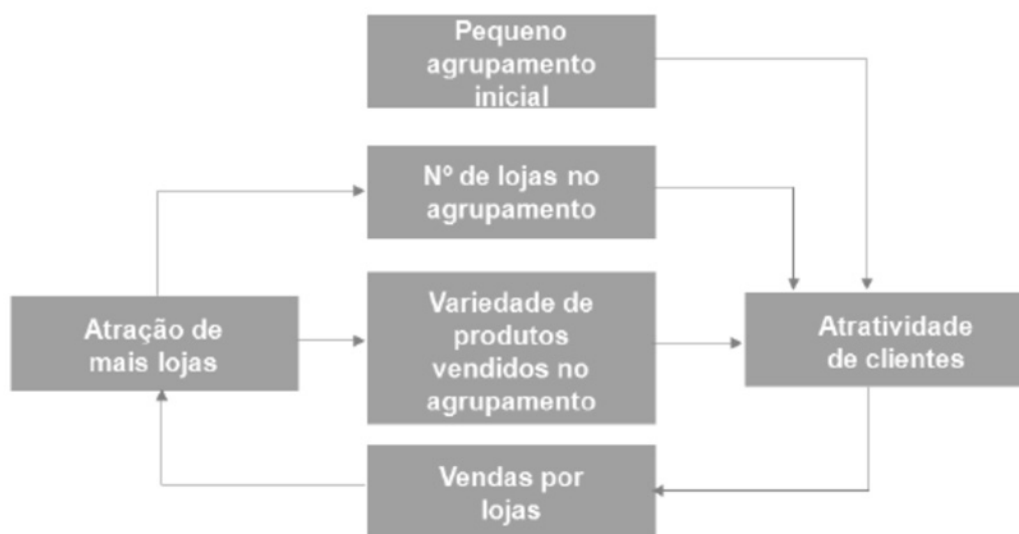 Pequeno
agrupamento
inicial
Nº de lojas no
agrupamento
Atração de
mais lojas
Variedade de
produtos
vendidos no
agrupamento
Atratividade
de clientes
Vendas por
lojas